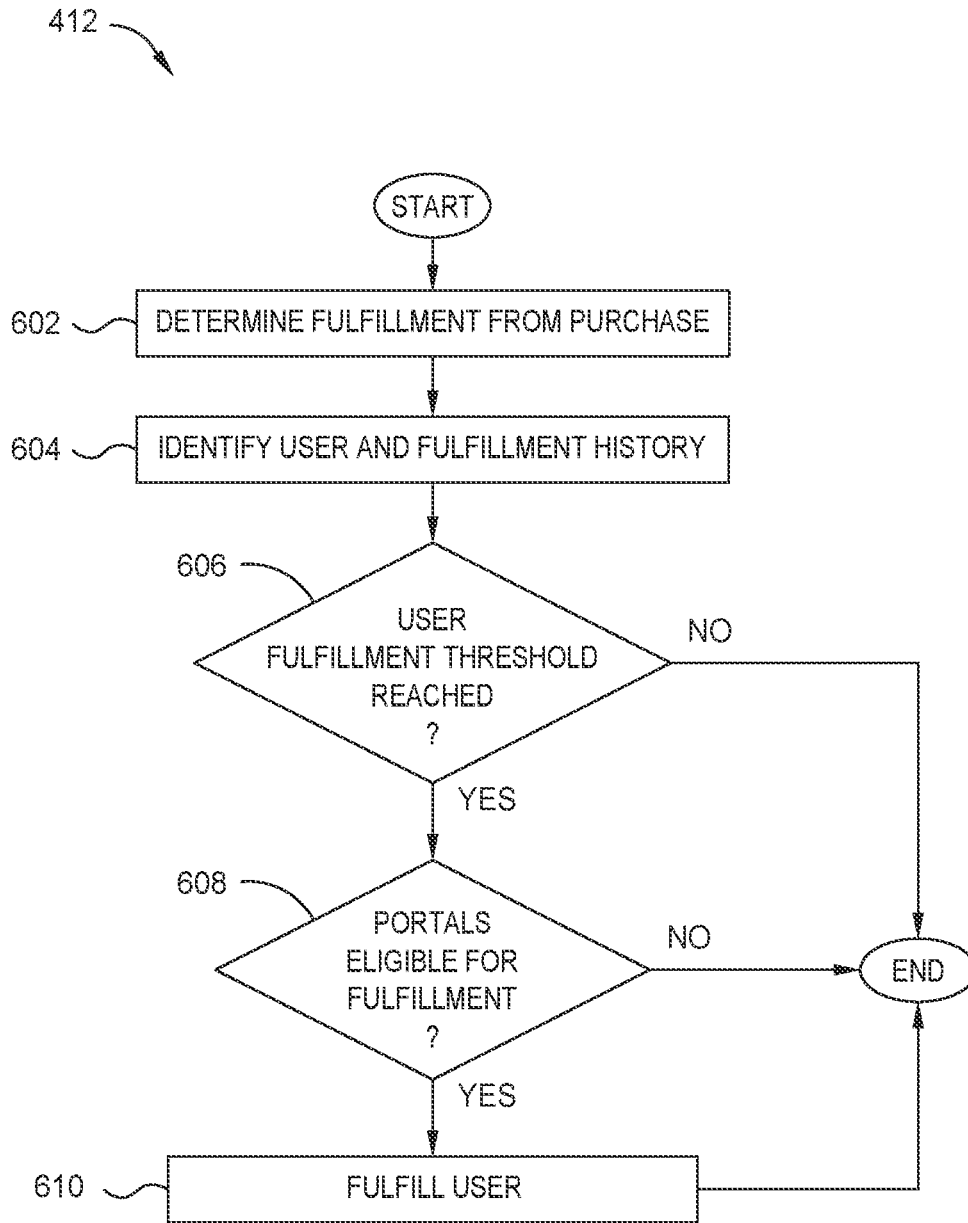 412
START
602
DETERMINE FULFILLMENT FROM PURCHASE
604
IDENTIFY USER AND FULFILLMENT HISTORY
606
USER
FULFILLMENT THRESHOLD
REACHED
?
NO
YES
608
PORTALS
ELIGIBLE FOR
FULFILLMENT
?
NO
END
YES
610
FULFILL USER